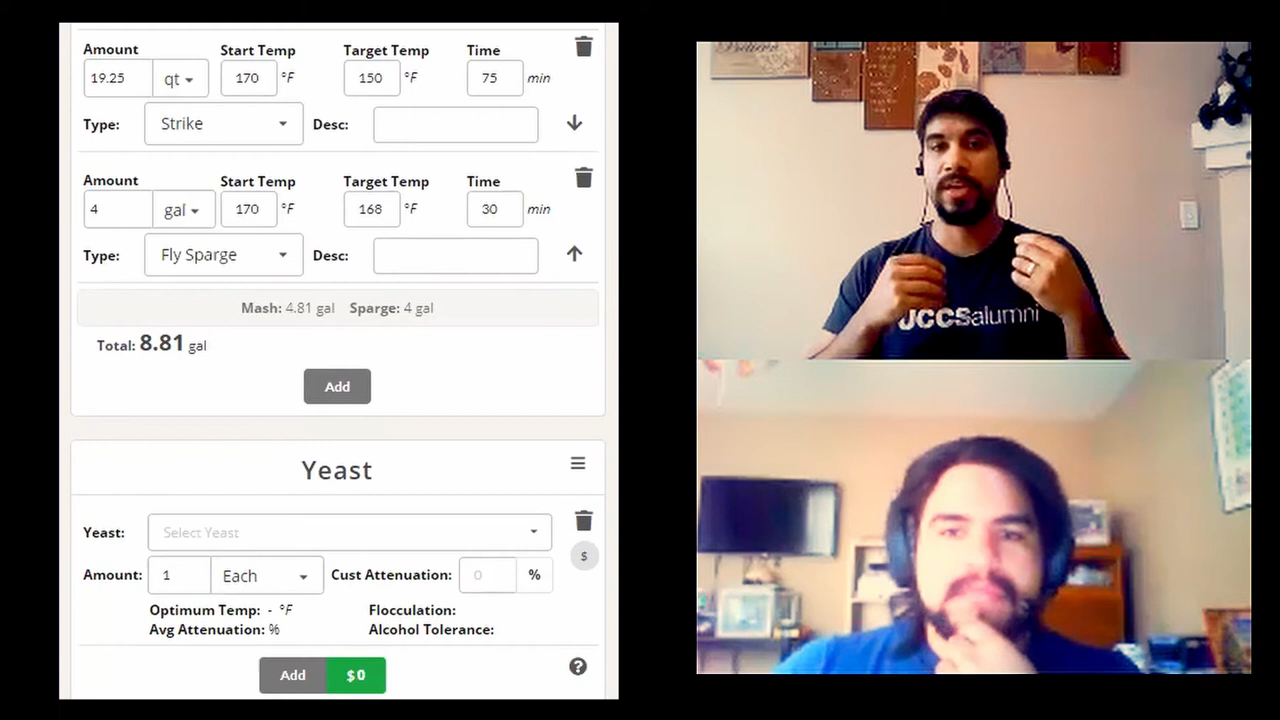 Amount Start Temp Target Temp Time
19.25 qt 170 °F 150 °F 75 min
Type: Strike Desc:
Amount Start Temp Target Temp Time
4 gal 170 °F 168 °F 30 min
Type: Fly Sparge Desc:
Mash: 4.81 gal Sparge: 4 gal
Total: 8.81 gal
Add
Yeast
Yeast: Select Yeast
$
Amount: 1 Each Cust Attenuation: 0 %
Optimum Temp: - °F Flocculation:
Avg Attenuation: % Alcohol Tolerance:
Add $0 ?
UCCSalumni